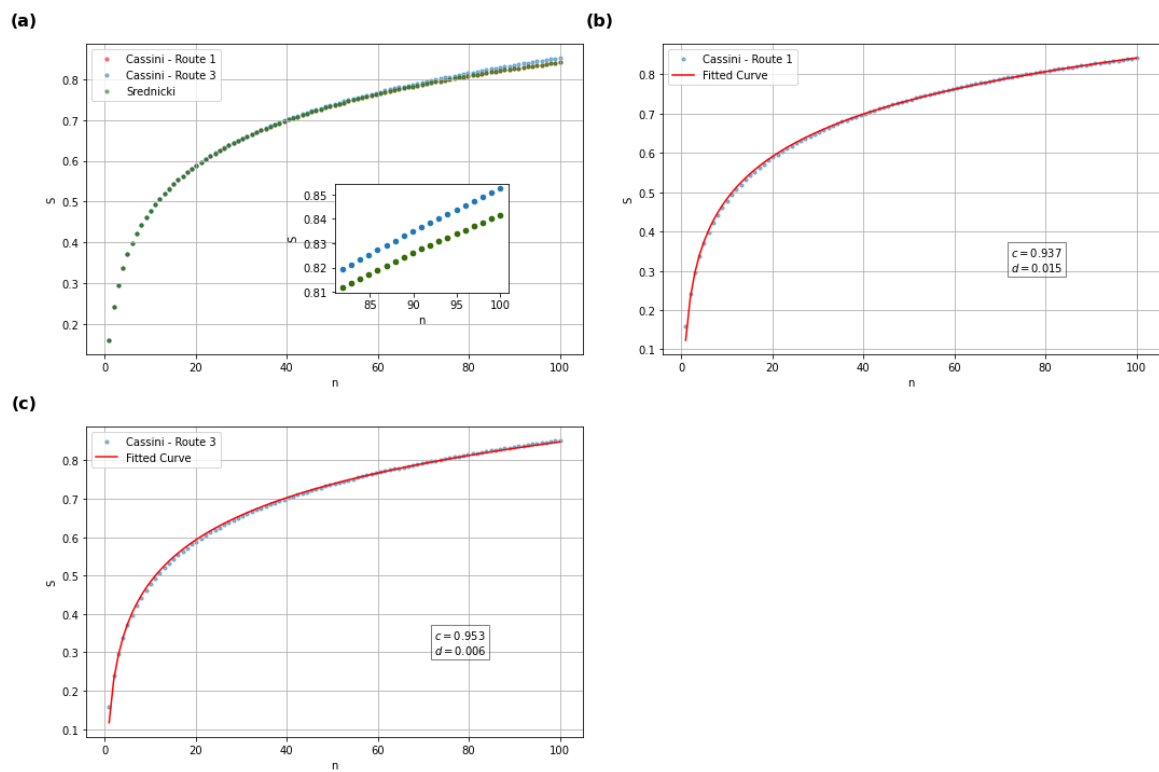 (a)
Cassini - Route 1
Cassini - Route 3
Srednicki
S
0.8
0.7
0.6
0.5
0.4
0.3
0.2
0
20
40
60
80
100
n
S
0.85
0.84
0.83
0.82
0.81
85
90
95
100
n
(b)
Cassini - Route 1
Fitted Curve
S
0.8
0.7
0.6
0.5
0.4
0.3
0.2
0.1
c = 0.937
d = 0.015
0
20
40
60
80
100
n
(c)
Cassini - Route 3
Fitted Curve
S
0.8
0.7
0.6
0.5
0.4
0.3
0.2
0.1
c = 0.953
d = 0.006
0
20
40
60
80
100
n